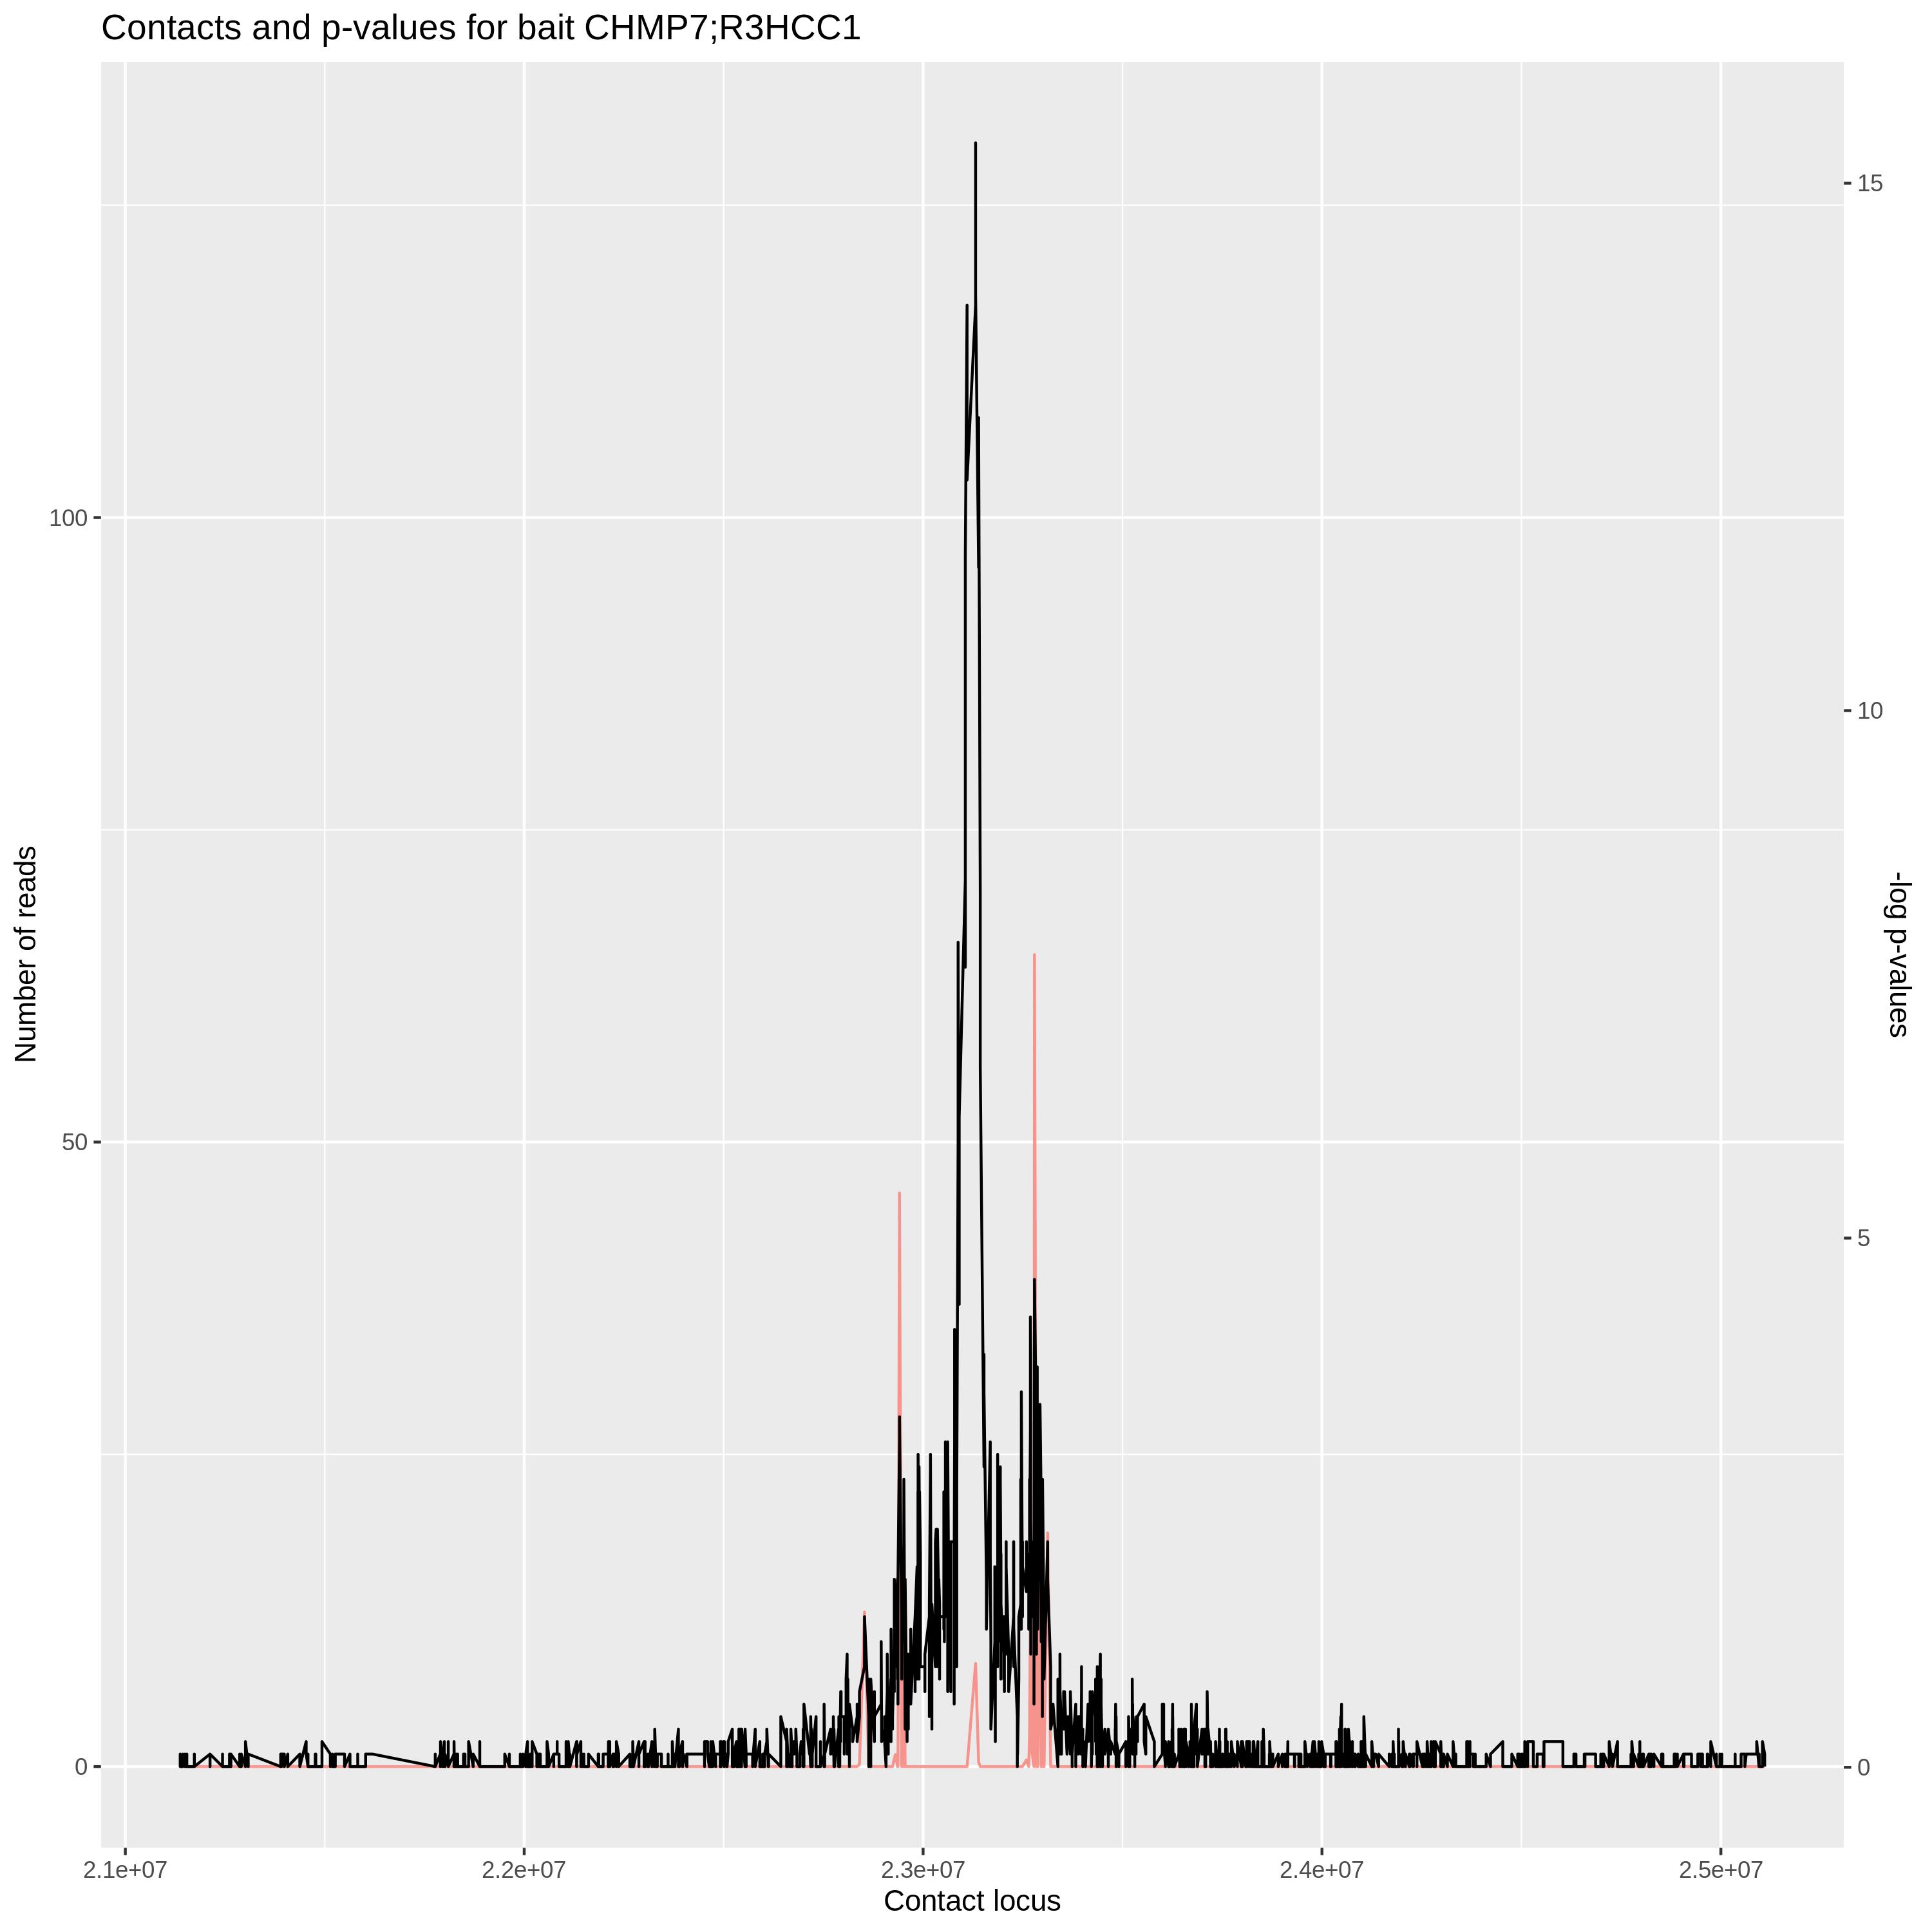 Contacts and p-values for bait CHMP7;R3HCC1
Number of reads
100
50
0
15
10
5
0
-log p-values
2.1e+07
2.2e+07
2.3e+07
2.4e+07
2.5e+07
Contact locus